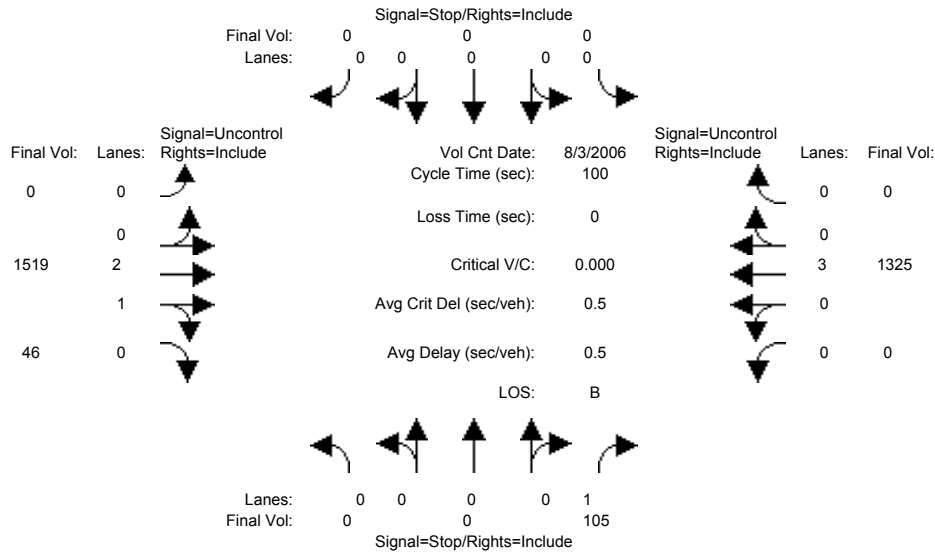 Signal=Stop/Rights=Include
Final Vol: 0 0 0
Lanes: 0 0 0 0 0
Signal=Uncontrol Signal=Uncontrol
Final Vol: Lanes: Rights=Include Vol Cnt Date: 8/3/2006 Rights=Include Lanes: Final Vol:
Cycle Time (sec): 100
0 0 0 0
Loss Time (sec): 0
0 0
1519 2 Critical V/C: 0.000 3 1325
1 Avg Crit Del (sec/veh): 0.5 0
46 0 Avg Delay (sec/veh): 0.5 0 0
LOS: B
Lanes: 0 0 0 0 1
Final Vol: 0 0 105
Signal=Stop/Rights=Include